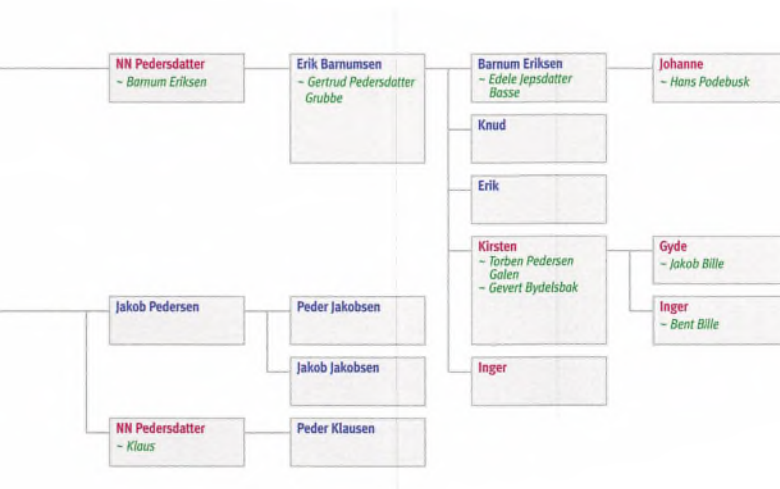 NN Pedersdatter
~ Barnum Eriksen
Erik Barnumsen
~ Gertrud Pedersdatter
Grubbe
Barnum Eriksen
~ Edele Jepsdatter
Basse
Johanne
~ Hans Podebusk
Knud
Erik
Kirsten
~ Torben Pedersen
Galen
~ Gevert Bydelsbak
Gyde
~ Jakob Bille
Inger
~ Bent Bille
Inger
Jakob Pedersen
Peder Jakobsen
Jakob Jakobsen
NN Pedersdatter
~ Klaus
Peder Klausen